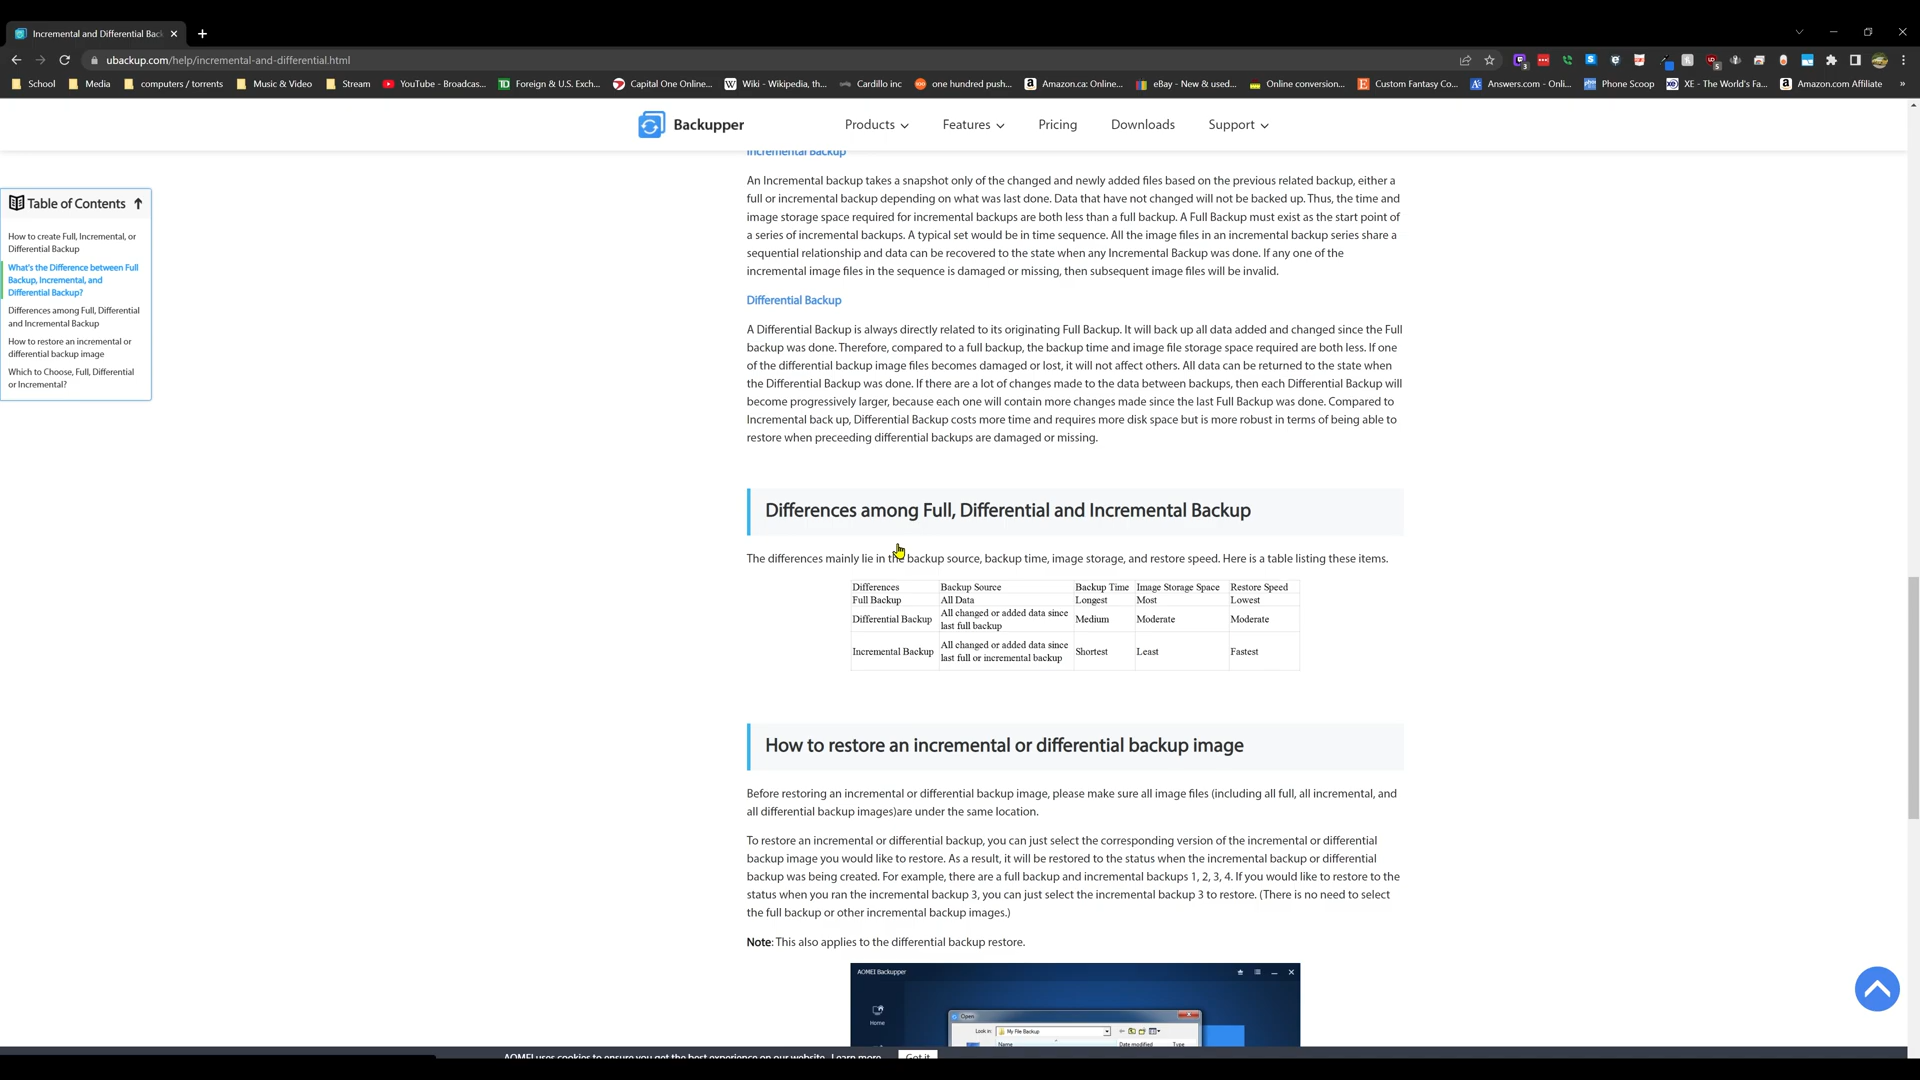 Incremental and Differential Bac
ubackup.com/help/incremental-and-differential.html
School
Media
computers / torrents
Music & Video
Stream
YouTube - Broadcas...
Foreign & U.S. Exch...
Capital One Online...
Wiki - Wikipedia, th...
Cardillo inc
one hundred push...
Amazon.ca: Online...
eBay - New & used...
Online conversion...
Custom Fantasy Co...
Answers.com - Onli...
Phone Scoop
XE - The World's Fa...
Amazon.com Affiliate
»
Backupper
Products
Features
Pricing
Downloads
Support
Table of Contents
How to create Full, Incremental, or
Differential Backup
What's the Difference between Full
Backup, Incremental, and
Differential Backup?
Differences among Full, Differential
and Incremental Backup
How to restore an incremental or
differential backup image
Which to Choose, Full, Differential
or Incremental?
Incremental Backup
An Incremental backup takes a snapshot only of the changed and newly added files based on the previous related backup, either a
full or incremental backup depending on what was last done. Data that have not changed will not be backed up. Thus, the time and
image storage space required for incremental backups are both less than a full backup. A Full Backup must exist as the start point of
a series of incremental backups. A typical set would be in time sequence. All the image files in an incremental backup series share a
sequential relationship and data can be recovered to the state when any Incremental Backup was done. If any one of the
incremental image files in the sequence is damaged or missing, then subsequent image files will be invalid.
Differential Backup
A Differential Backup is always directly related to its originating Full Backup. It will back up all data added and changed since the Full
backup was done. Therefore, compared to a full backup, the backup time and image file storage space required are both less. If one
of the differential backup image files becomes damaged or lost, it will not affect others. All data can be returned to the state when
the Differential Backup was done. If there are a lot of changes made to the data between backups, then each Differential Backup will
become progressively larger, because each one will contain more changes made since the last Full Backup was done. Compared to
Incremental back up, Differential Backup costs more time and requires more disk space but is more robust in terms of being able to
restore when preceeding differential backups are damaged or missing.
Differences among Full, Differential and Incremental Backup
The differences mainly lie in the backup source, backup time, image storage, and restore speed. Here is a table listing these items.
Differences Backup Source Backup Time Image Storage Space Restore Speed
Full Backup All Data Longest Most Lowest
Differential Backup All changed or added data since last full backup Medium Moderate Moderate
Incremental Backup All changed or added data since last full or incremental backup Shortest Least Fastest
How to restore an incremental or differential backup image
Before restoring an incremental or differential backup image, please make sure all image files (including all full, all incremental, and
all differential backup images)are under the same location.
To restore an incremental or differential backup, you can just select the corresponding version of the incremental or differential
backup image you would like to restore. As a result, it will be restored to the status when the incremental backup or differential
backup was being created. For example, there are a full backup and incremental backups 1, 2, 3, 4. If you would like to restore to the
status when you ran the incremental backup 3, you can just select the incremental backup 3 to restore. (There is no need to select
the full backup or other incremental backup images.)
Note: This also applies to the differential backup restore.
AOMEI Backupper
Home
Open
Look in: My File Backup
Name Date modified Type
AOMEI uses cookies to ensure you get the best experience on our website. Learn more Got it